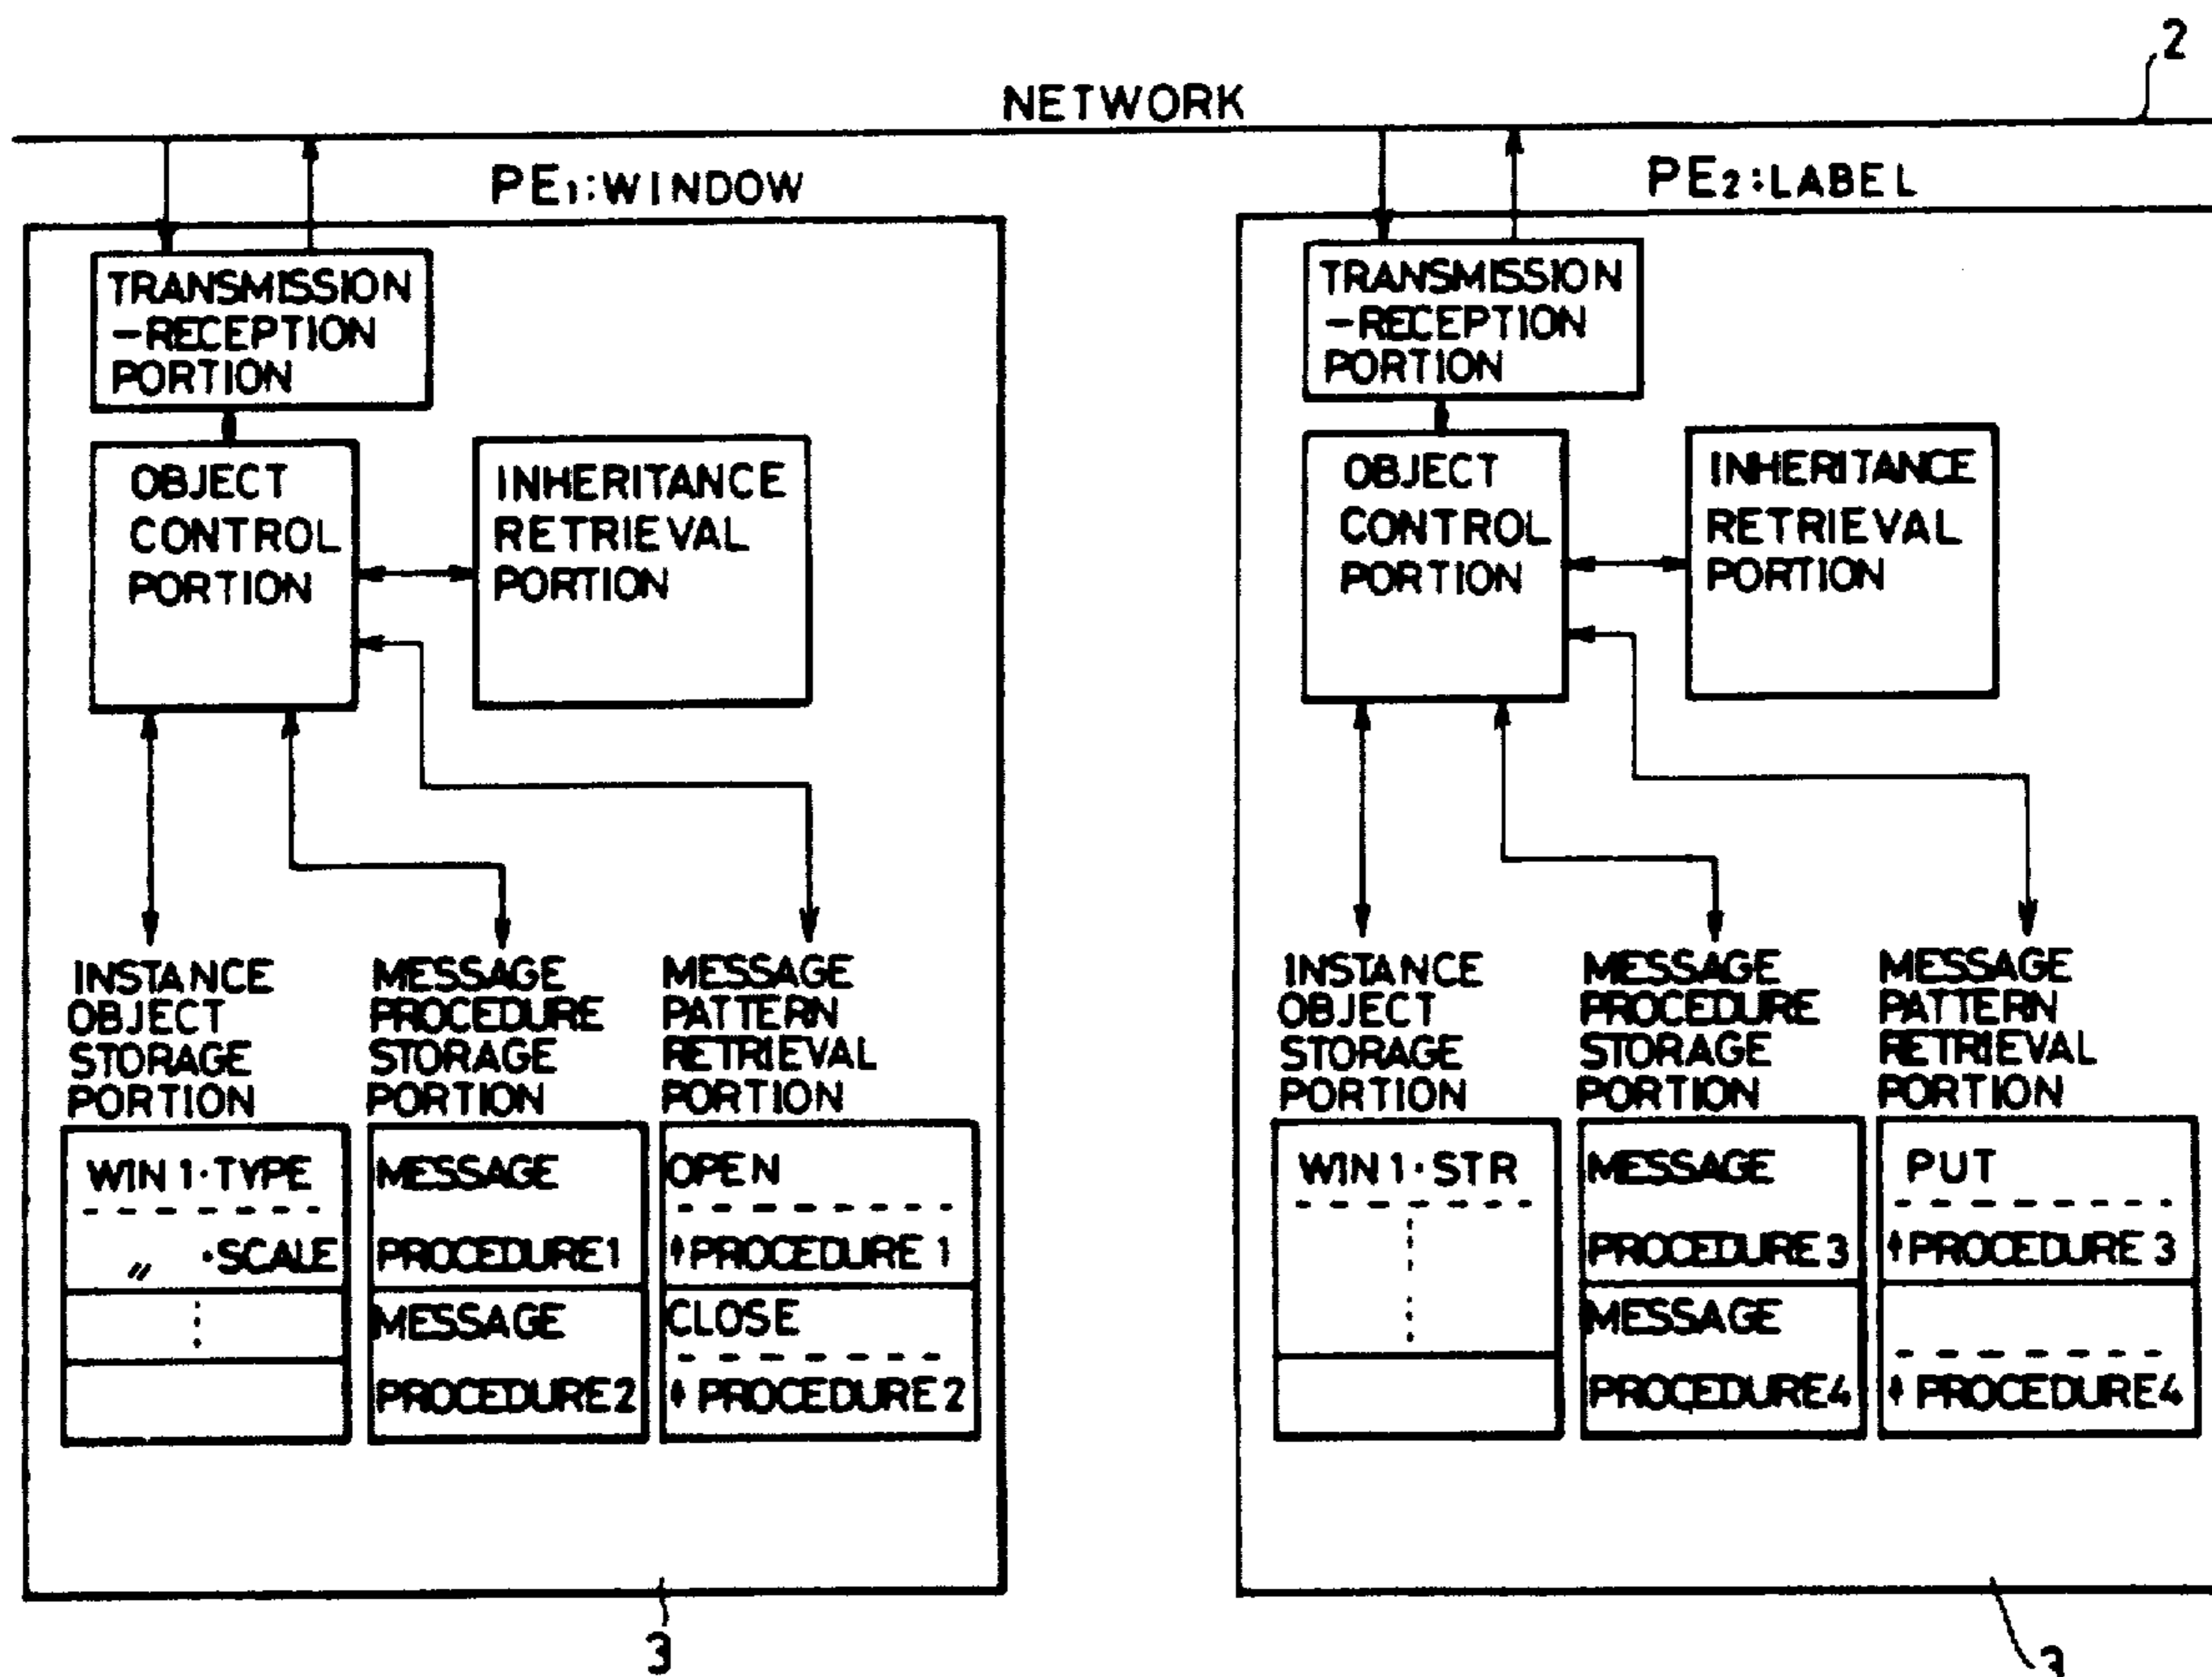 2
NETWORK
PE₁:WINDOW
TRANSMISSION
-RECEPTION
PORTION
OBJECT
CONTROL
PORTION
INHERITANCE
RETRIEVAL
PORTION
INSTANCE
OBJECT
STORAGE
PORTION
MESSAGE
PROCEDURE
STORAGE
PORTION
MESSAGE
PATTERN
RETRIEVAL
PORTION
WIN 1·TYPE
〃 ·SCALE
MESSAGE
PROCEDURE1
MESSAGE
PROCEDURE2
OPEN
PROCEDURE 1
CLOSE
PROCEDURE 2
3
PE₂:LABEL
TRANSMISSION
-RECEPTION
PORTION
OBJECT
CONTROL
PORTION
INHERITANCE
RETRIEVAL
PORTION
INSTANCE
OBJECT
STORAGE
PORTION
MESSAGE
PROCEDURE
STORAGE
PORTION
MESSAGE
PATTERN
RETRIEVAL
PORTION
WIN 1·STR
MESSAGE
PROCEDURE3
MESSAGE
PROCEDURE4
PUT
PROCEDURE 3
PROCEDURE4
3